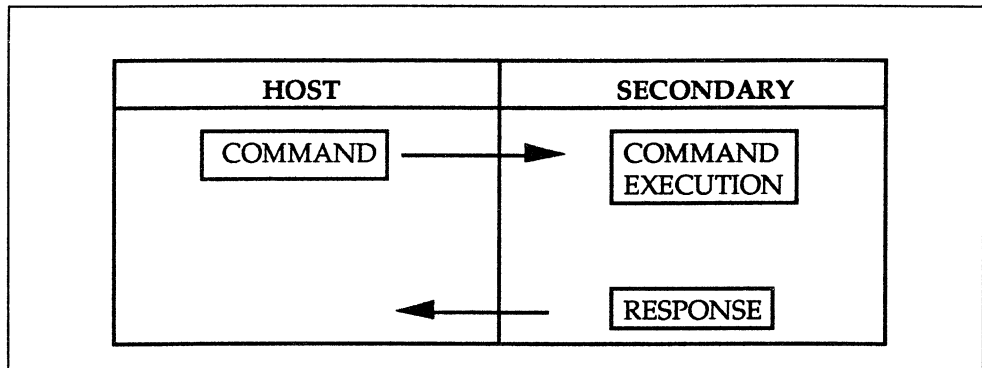 HOST
SECONDARY
COMMAND
COMMAND
EXECUTION
RESPONSE